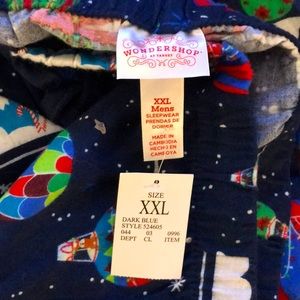 WONDERSHOP
AT TARGET
XXL
Mens
SLEEPWEAR
PRENDAS DE
DORMIR
MADE IN
CAMBODIA
HECHO EN
CAMBOYA
SIZE
XXL
DARK BLUE
STYLE 524605
044 03 0996
DEPT CL ITEM